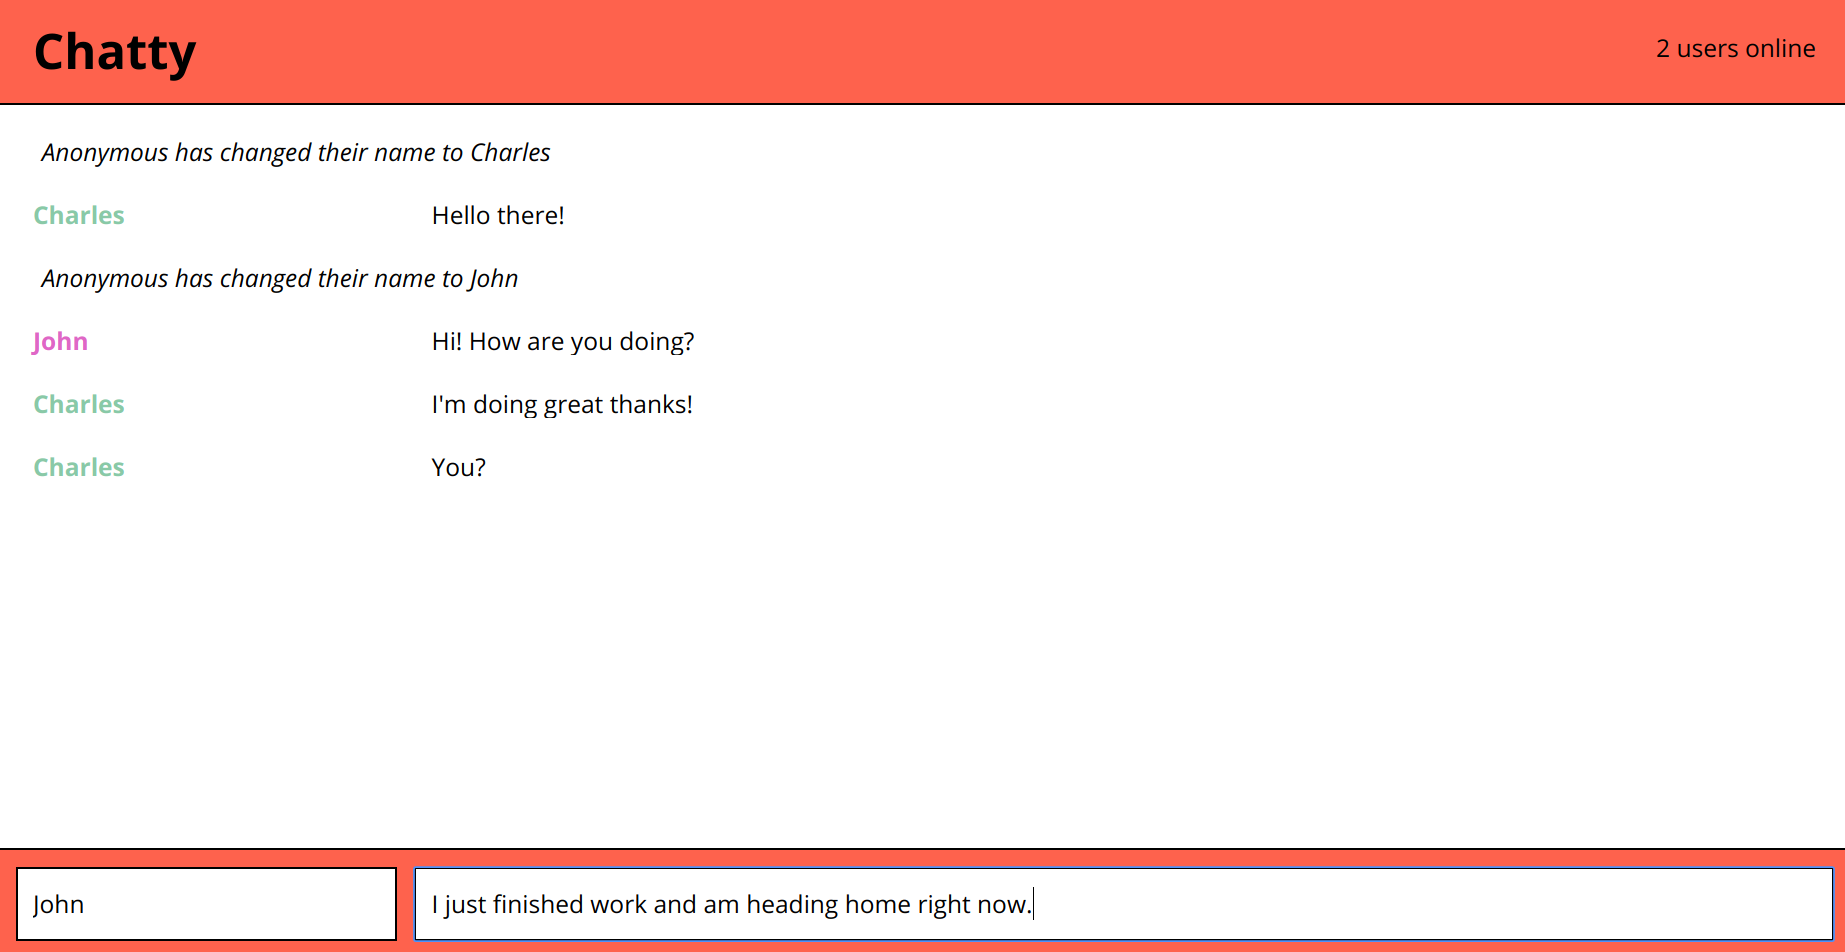 Chatty
2 users online
Anonymous has changed their name to Charles
Charles Hello there!
Anonymous has changed their name to John
John Hi! How are you doing?
Charles I'm doing great thanks!
Charles You?
John I just finished work and am heading home right now.